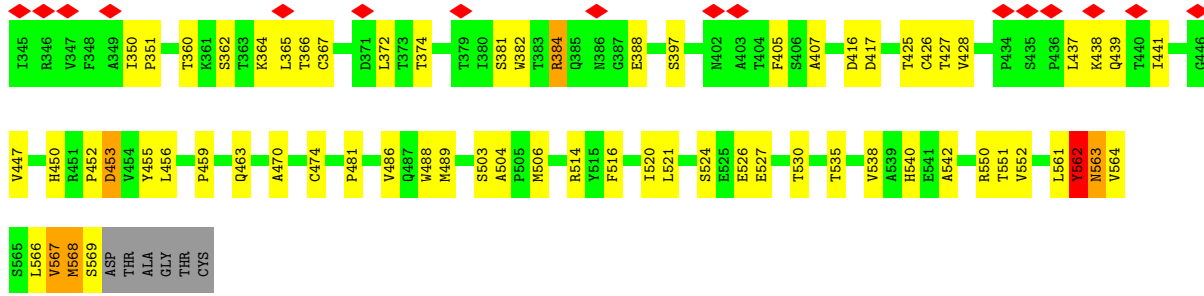 I345 R346 V347 F348 A349 I350 P351 T360 K361 S362 T363 K364 L365 T366 C367 D371 L372 T373 T374 T379 I380 S381 W382 T383 R384 Q385 N386 G387 E388 S397 N402 A403 T404 F405 S406 A407 D416 D417 T425 C426 T427 V428 P434 S435 P436 L437 K438 Q439 T440 I441 G446
V447 H450 R451 P452 D453 V454 Y455 L456 P459 Q463 A470 C474 P481 V486 Q487 W488 M489 S503 A504 P505 M506 R514 Y515 F516 I520 L521 S524 E525 E526 E527 T530 T535 V538 A539 H540 E541 A542 R550 T551 V552 L561 Y562 N563 V564
S565 L566 V567 M568 S569 ASP THR ALA GLY THR CYS